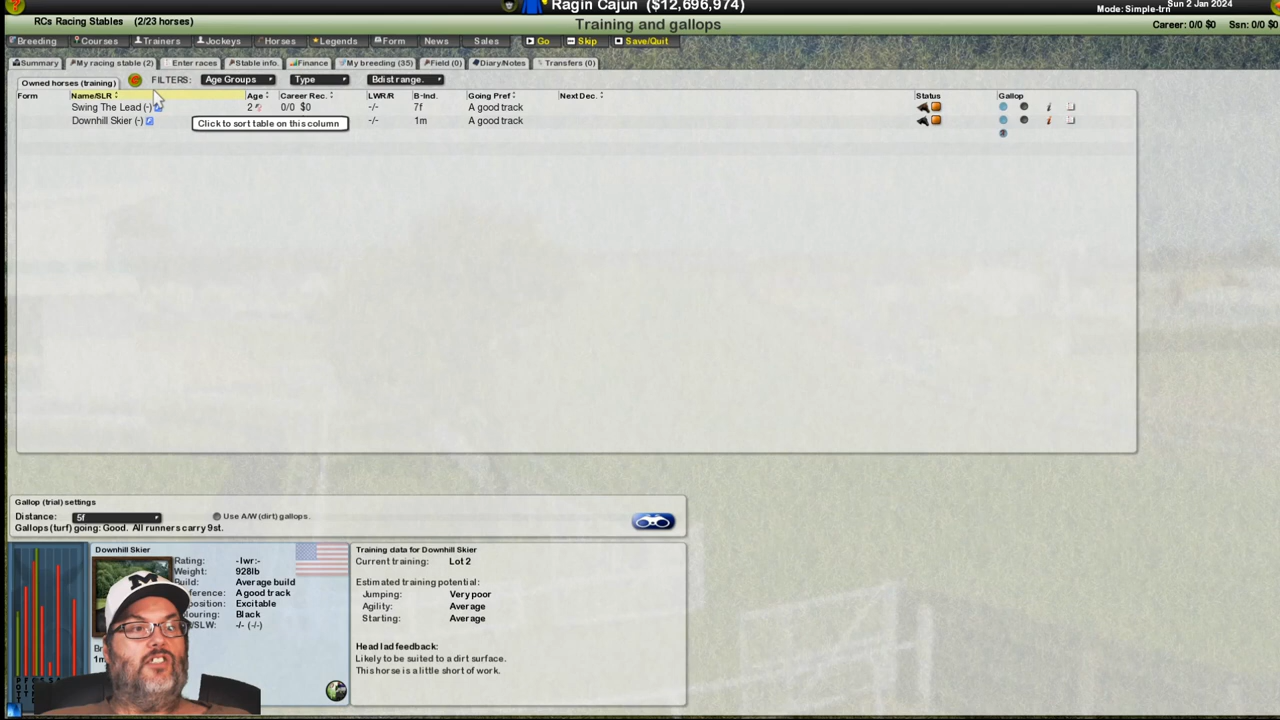 Ragin Cajun ($12,696,974)
Mode: Simple-trn
Sun 2 Jan 2024
RCs Racing Stables (2/23 horses)
Training and gallops
Career: 0/0 $0 Ssn: 0/0 $0
Breeding Courses Trainers Jockeys Horses Legends Form News Sales Go Skip Save/Quit
Summary My racing stable (2) Enter races Stable info. Finance My breeding (35) Field (0) Diary/Notes Transfers (0)
Owned horses (training) FILTERS: Age Groups Type Bdist range.
Form Name/SLR Age Career Rec. LWR/R B-Ind. Going Pref Next Dec. Status Gallop
Swing The Lead (-) 2 0/0 $0 -/- 7f A good track
Downhill Skier (-) -/- 1m A good track
Click to sort table on this column
Gallop (trial) settings
Distance: 5f Use A/W (dirt) gallops.
Gallops (turf) going: Good. All runners carry 9st.
Downhill Skier
Rating: - lwr:-
Weight: 928lb
Build: Average build
ference: A good track
position: Excitable
louring: Black
/SLW: -/- (-/-)
1m
Training data for Downhill Skier
Current training: Lot 2
Estimated training potential:
Jumping: Very poor
Agility: Average
Starting: Average
Head lad feedback:
Likely to be suited to a dirt surface.
This horse is a little short of work.